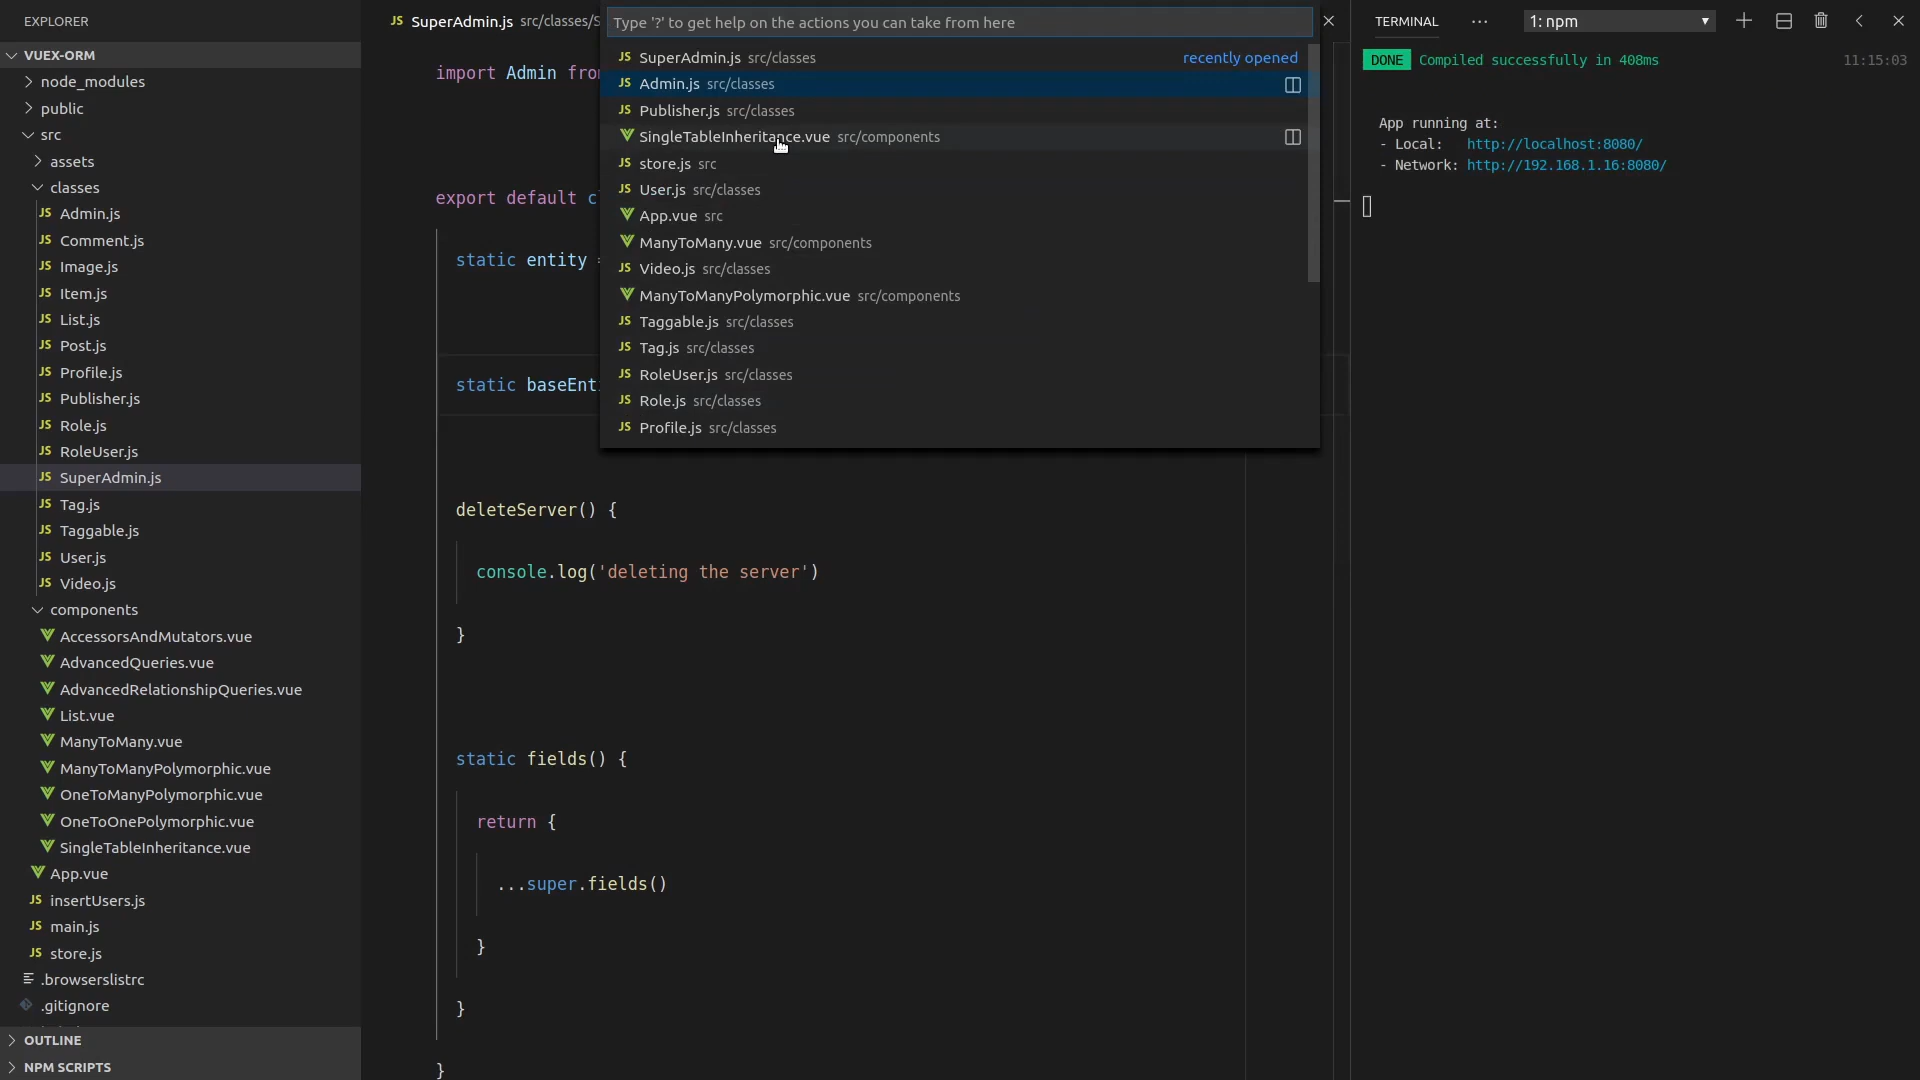 EXPLORER
VUEX-ORM
node_modules
public
src
assets
classes
JS Admin.js
JS Comment.js
JS Image.js
JS Item.js
JS List.js
JS Post.js
JS Profile.js
JS Publisher.js
JS Role.js
JS RoleUser.js
JS SuperAdmin.js
JS Tag.js
JS Taggable.js
JS User.js
JS Video.js
components
AccessorsAndMutators.vue
AdvancedQueries.vue
AdvancedRelationshipQueries.vue
List.vue
ManyToMany.vue
ManyToManyPolymorphic.vue
OneToManyPolymorphic.vue
OneToOnePolymorphic.vue
SingleTableInheritance.vue
App.vue
JS insertUsers.js
JS main.js
JS store.js
.browserslistrc
.gitignore
OUTLINE
NPM SCRIPTS
JS SuperAdmin.js src/classes/S
Type '?' to get help on the actions you can take from here
JS SuperAdmin.js src/classes recently opened
JS Admin.js src/classes
JS Publisher.js src/classes
SingleTableInheritance.vue src/components
JS store.js src
JS User.js src/classes
App.vue src
ManyToMany.vue src/components
JS Video.js src/classes
ManyToManyPolymorphic.vue src/components
JS Taggable.js src/classes
JS Tag.js src/classes
JS RoleUser.js src/classes
JS Role.js src/classes
JS Profile.js src/classes
import Admin from
export default c
static entity =
static baseEnti
deleteServer() {
console.log('deleting the server')
}
static fields() {
return {
...super.fields()
}
}
}
TERMINAL ··· 1: npm
DONE Compiled successfully in 408ms 11:15:03
App running at:
- Local: http://localhost:8080/
- Network: http://192.168.1.16:8080/